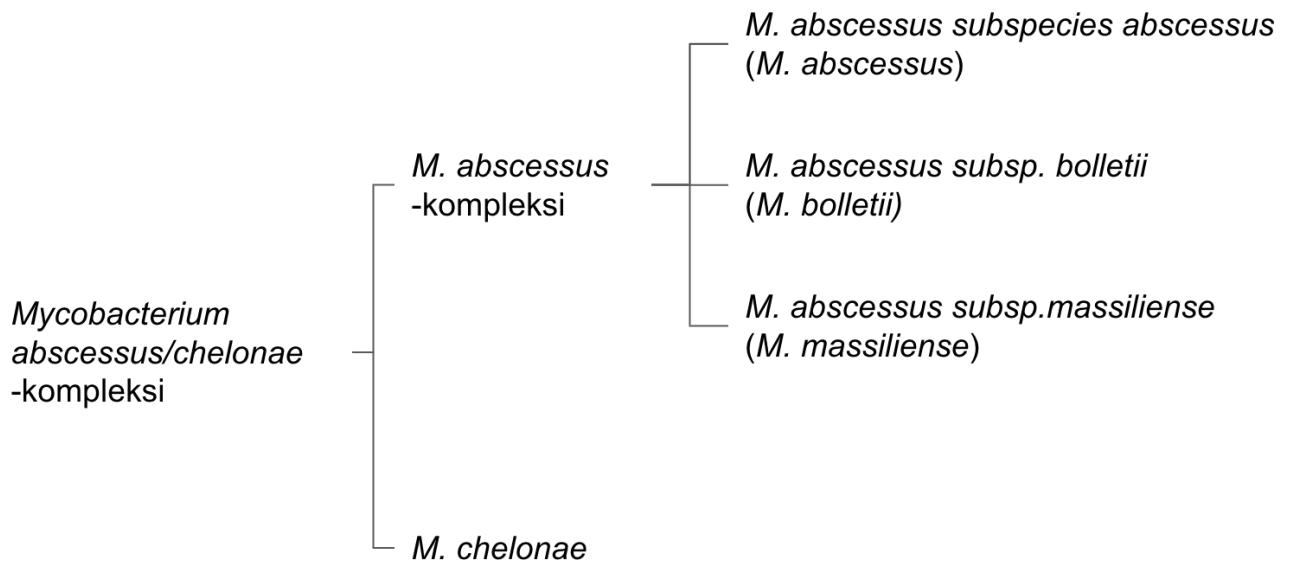 M. abscessus subspecies abscessus
(M. abscessus)
M. abscessus
-kompleksi
M. abscessus subsp. bolletii
(M. bolletii)
Mycobacterium
abscessus/chelonae
-kompleksi
M. abscessus subsp.massiliense
(M. massiliense)
M. chelonae